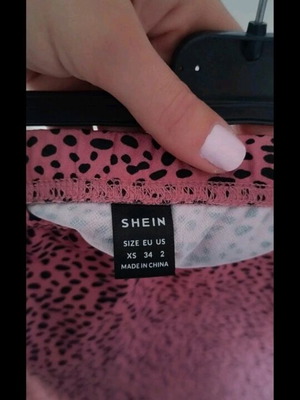 SHEIN
SIZE EU US
XS 34 2
MADE IN CHINA